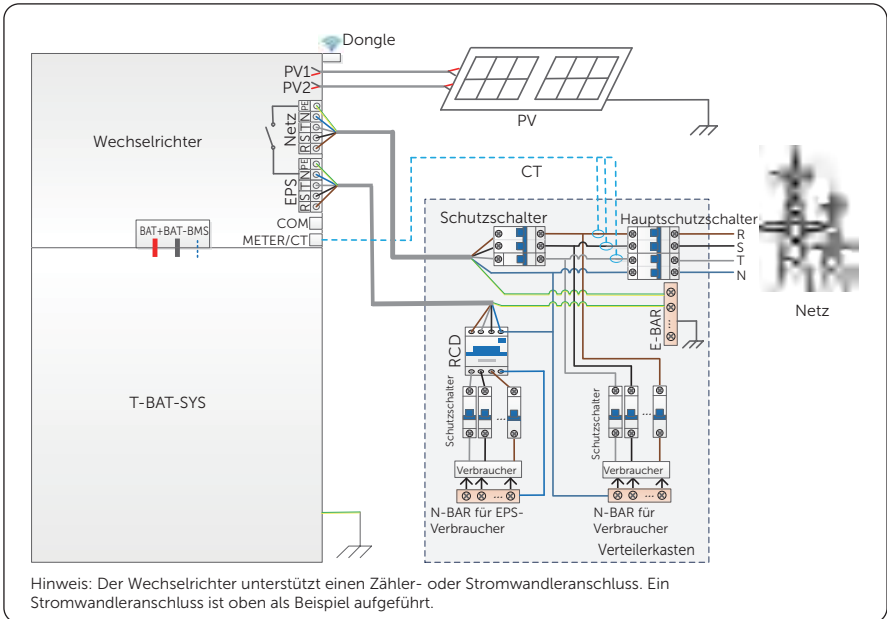 Dongle
PV1
PV2
PV
Wechselrichter
Netz
PE
N
T
S
R
EPS
PE
N
T
S
R
COM
METER/CT
BAT+BAT-BMS
CT
Schutzschalter
Hauptschutzschalter
R
S
T
N
Netz
E-BAR
RCD
T-BAT-SYS
Schutzschalter
...
Schutzschalter
...
Verbraucher
Verbraucher
...
...
N-BAR für EPS-
Verbraucher
N-BAR für
Verbraucher
Verteilerkasten
Hinweis: Der Wechselrichter unterstützt einen Zähler- oder Stromwandleranschluss. Ein
Stromwandleranschluss ist oben als Beispiel aufgeführt.